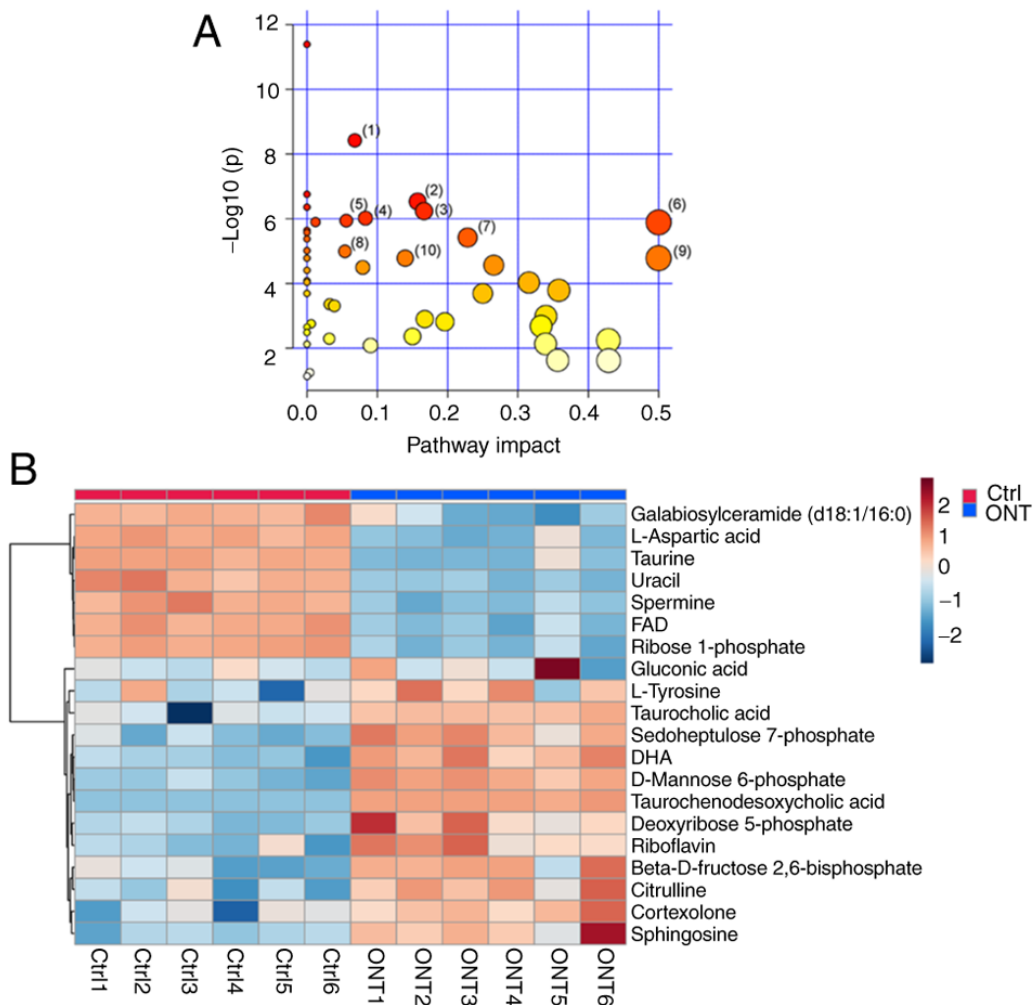 A
12
10
8
6
4
2
−Log10 (p)
(1)
(2)
(3)
(5)
(4)
(6)
(7)
(8)
(10)
(9)
0.0 0.1 0.2 0.3 0.4 0.5
Pathway impact
B
Galabiosylceramide (d18:1/16:0)
L-Aspartic acid
Taurine
Uracil
Spermine
FAD
Ribose 1-phosphate
Gluconic acid
L-Tyrosine
Taurocholic acid
Sedoheptulose 7-phosphate
DHA
D-Mannose 6-phosphate
Taurochenodesoxycholic acid
Deoxyribose 5-phosphate
Riboflavin
Beta-D-fructose 2,6-bisphosphate
Citrulline
Cortexolone
Sphingosine
2
1
0
−1
−2
Ctrl
ONT
Ctrl1
Ctrl2
Ctrl3
Ctrl4
Ctrl5
Ctrl6
ONT1
ONT2
ONT3
ONT4
ONT5
ONT6